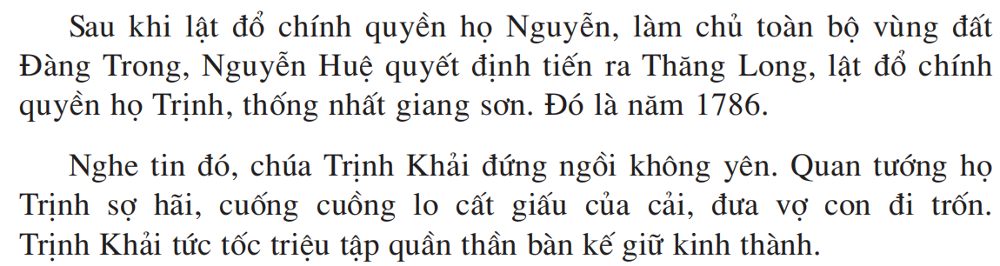 Sau khi lật đổ chính quyền họ Nguyễn, làm chủ toàn bộ vùng đất
Đàng Trong, Nguyễn Huệ quyết định tiến ra Thăng Long, lật đổ chính
quyền họ Trịnh, thống nhất giang sơn. Đó là năm 1786.
Nghe tin đó, chúa Trịnh Khải đứng ngồi không yên. Quan tướng họ
Trịnh sợ hãi, cuống cuồng lo cất giấu của cải, đưa vợ con đi trốn.
Trịnh Khải tức tốc triệu tập quần thần bàn kế giữ kinh thành.